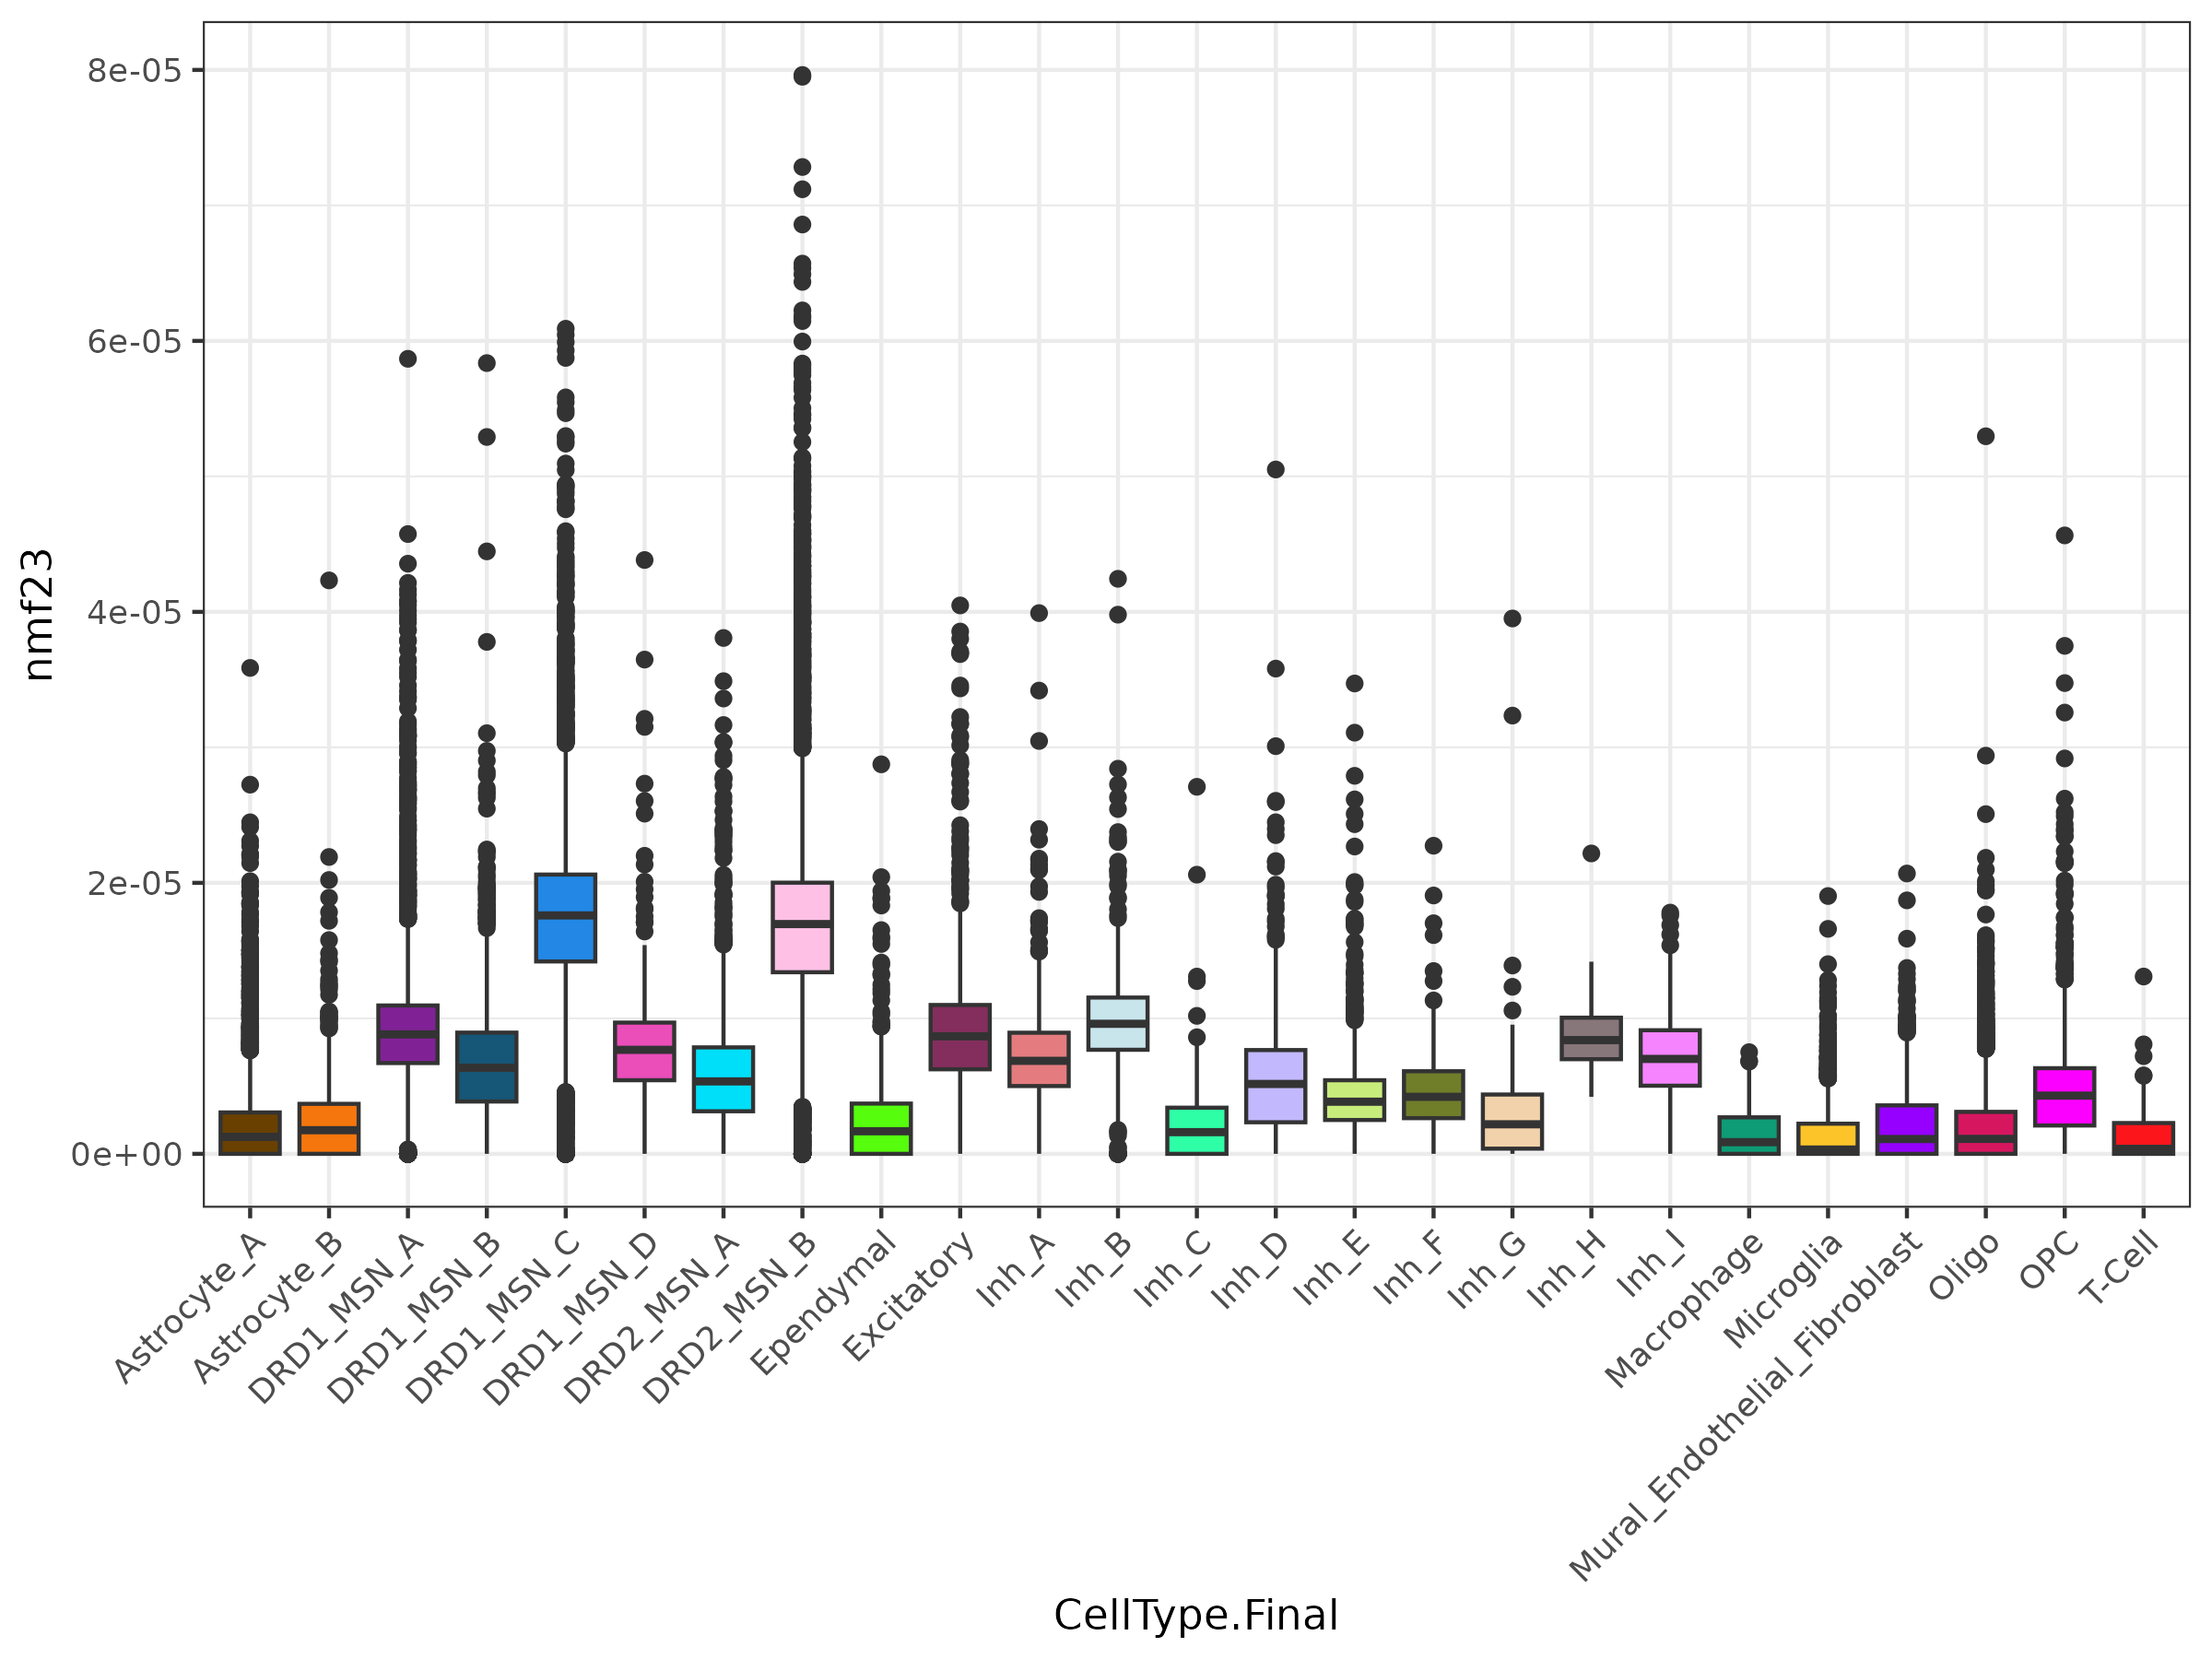 8e-05
6e-05
4e-05
2e-05
0e+00
nmf23
Astrocyte_A
Astrocyte_B
DRD1_MSN_A
DRD1_MSN_B
DRD1_MSN_C
DRD1_MSN_D
DRD2_MSN_A
DRD2_MSN_B
Ependymal
Excitatory
Inh_A
Inh_B
Inh_C
Inh_D
Inh_E
Inh_F
Inh_G
Inh_H
Inh_I
Macrophage
Microglia
Mural_Endothelial_Fibroblast
Oligo
OPC
T-Cell
CellType.Final